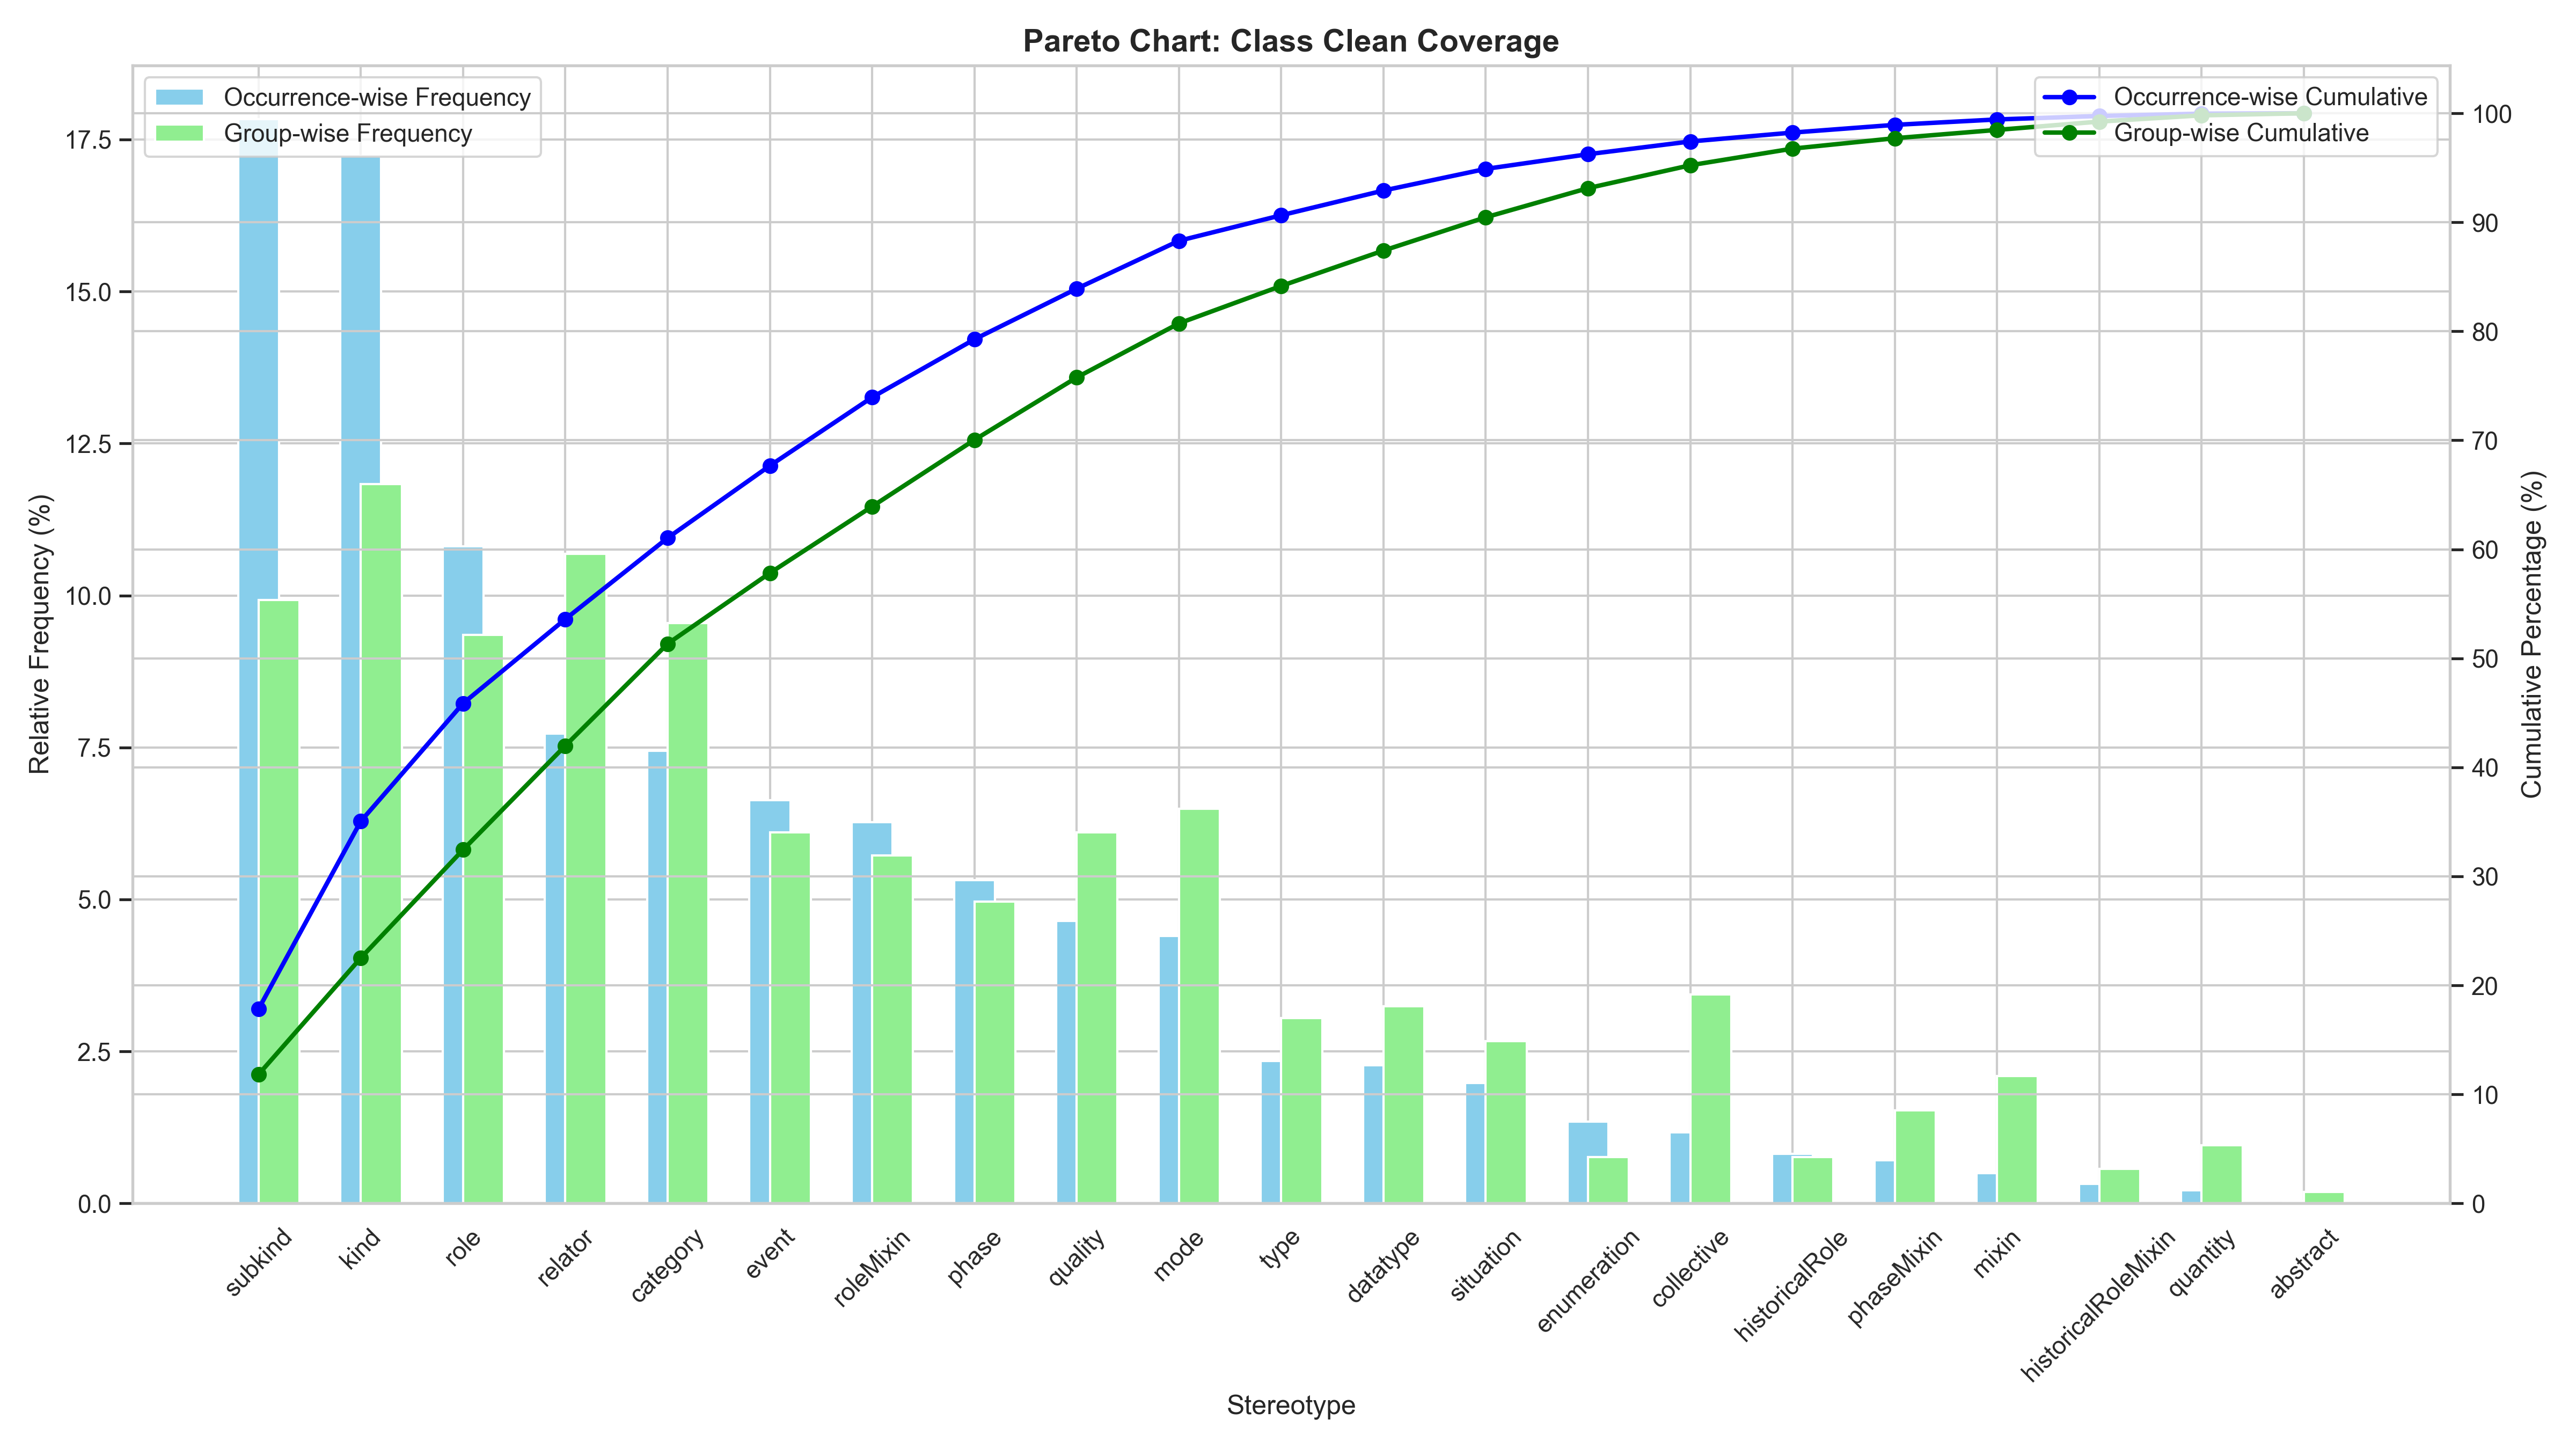 Pareto Chart: Class Clean Coverage
Occurrence-wise Frequency
Group-wise Frequency
Occurrence-wise Cumulative
Group-wise Cumulative
Relative Frequency (%)
17.5
15.0
12.5
10.0
7.5
5.0
2.5
0.0
Cumulative Percentage (%)
100
90
80
70
60
50
40
30
20
10
0
subkind
kind
role
relator
category
event
roleMixin
phase
quality
mode
type
datatype
situation
enumeration
collective
historicalRole
phaseMixin
mixin
historicalRoleMixin
quantity
abstract
Stereotype